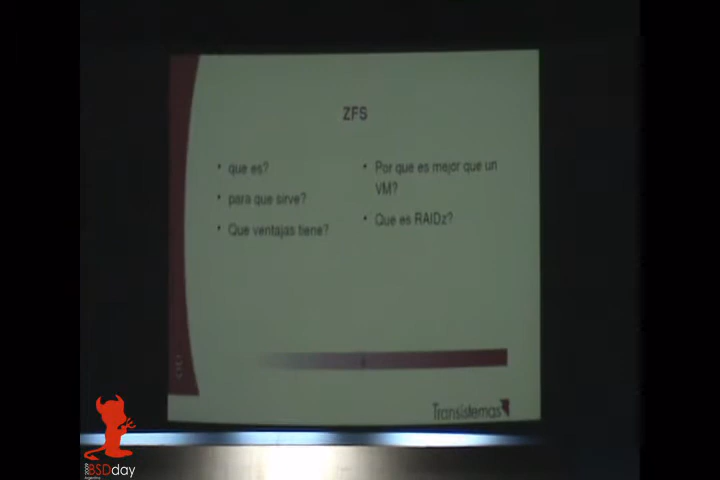 ZFS
• que es?
• para que sirve?
• Que ventajas tiene?
• Por que es mejor que un
VM?
• Que es RAIDz?
Transistemas
BSDday
Argentina